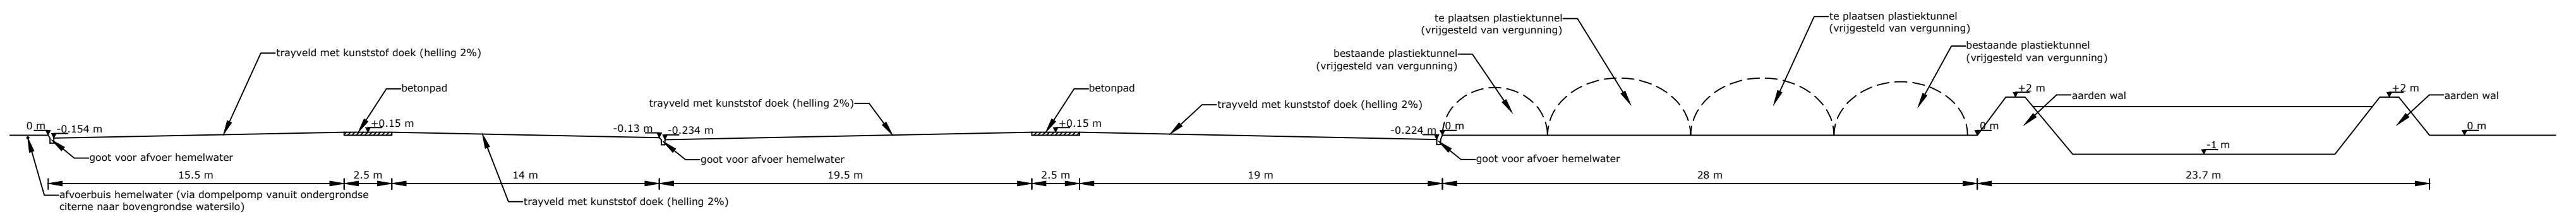 te plaatsen plastiektunnel
(vrijgesteld van vergunning)
te plaatsen plastiektunnel
(vrijgesteld van vergunning)
bestaande plastiektunnel
(vrijgesteld van vergunning)
bestaande plastiektunnel
(vrijgesteld van vergunning)
trayveld met kunststof doek (helling 2%)
betonpad
trayveld met kunststof doek (helling 2%)
betonpad
trayveld met kunststof doek (helling 2%)
+2 m
aarden wal
+2 m
aarden wal
0 m
-0.154 m
+0.15 m
-0.13 m
-0.234 m
+0.15 m
-0.224 m
0 m
0 m
0 m
-1 m
goot voor afvoer hemelwater
goot voor afvoer hemelwater
goot voor afvoer hemelwater
15.5 m
2.5 m
14 m
19.5 m
2.5 m
19 m
28 m
23.7 m
afvoerbuis hemelwater (via dompelpomp vanuit ondergrondse
citerne naar bovengrondse watersilo)
trayveld met kunststof doek (helling 2%)